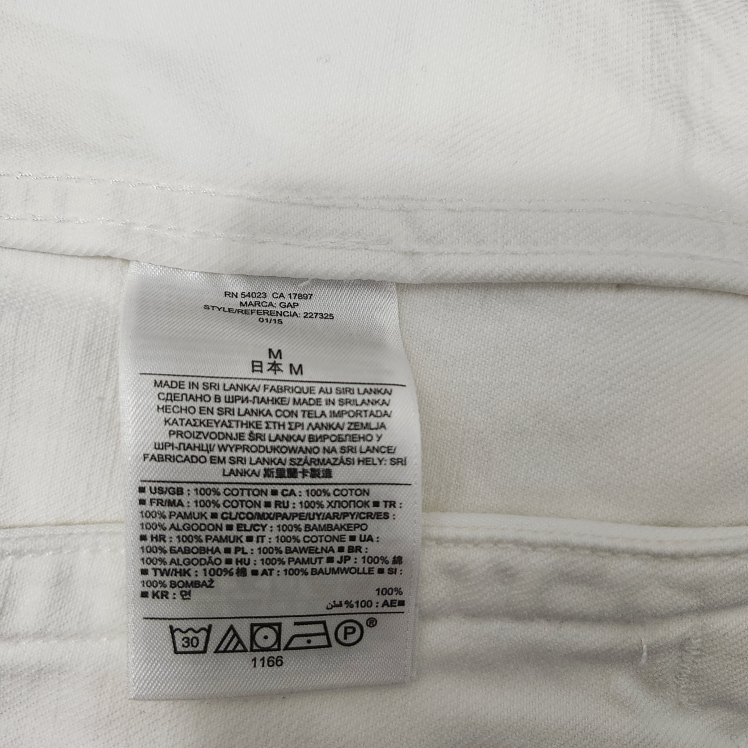 RN 54023 CA 17897
MARCA: GAP
STYLE/REFERENCIA: 227325
01/15
M
日本 M
MADE IN SRI LANKA/ FABRIQUE AU SIRI LANKA/
СДЕЛАНО В ШРИ-ЛАНКЕ/ MADE IN SRILANKA/
HECHO EN SRI LANKA CON TELA IMPORTADA/
ΚΑΤΑΣΚΕΥΑΣΤΗΚΕ ΣΤΗ ΣΡΙ ΛΑΝΚΑ/ ZEMLJA
PROIZVODNJE ŠRI LANKA/ ВИРОБЛЕНО У
ШРІ-ЛАНЦІ/ WYPRODUKOWANO NA SRI LANCE/
FABRICADO EM SRI LANKA/ SZÁRMAZÁSI HELY: SRÍ
LANKA/ 斯里蘭卡製造
■ US/GB : 100% COTTON ■ CA : 100% COTON
■ FR/MA : 100% COTON ■ RU : 100% ХЛОПОК ■ TR :
100% PAMUK ■ CL/CO/MX/PA/PE/UY/AR/PY/CR/ES :
100% ALGODON ■ EL/CY : 100% ΒΑΜΒΑΚΕΡΟ
■ HR : 100% PAMUK ■ IT : 100% COTONE ■ UA :
100% БАВОВНА ■ PL : 100% BAWEŁNA ■ BR :
100% ALGODÃO ■ HU : 100% PAMUT ■ JP : 100% 綿
■ TW/HK : 100% 棉 ■ AT : 100% BAUMWOLLE ■ SI :
100% BOMBAŽ
■ KR : 면 100%
قطن %100 : AE■
30 P ®
1166